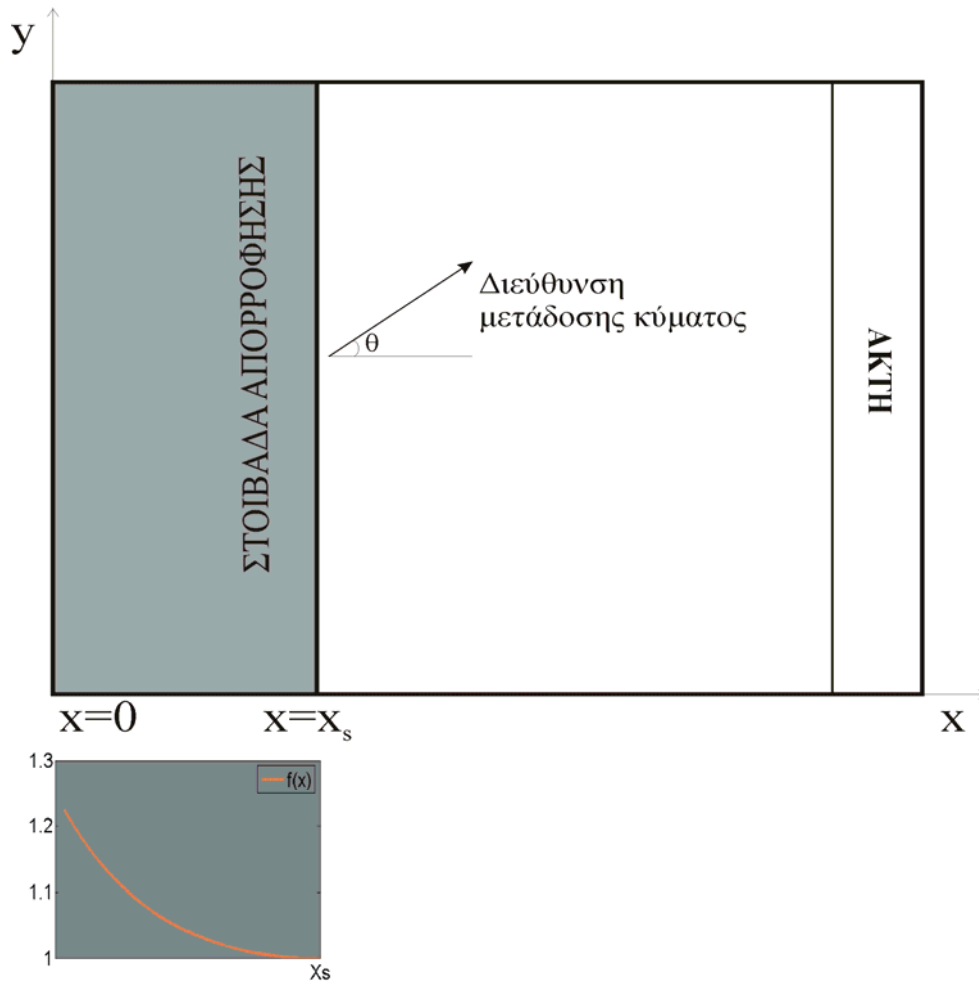 y
ΣΤΟΙΒΑΔΑ ΑΠΟΡΡΟΦΗΣΗΣ
Διεύθυνση
μετάδοσης κύματος
θ
ΑΚΤΗ
x=0
x=xs
x
1.3
f(x)
1.2
1.1
1
Xs